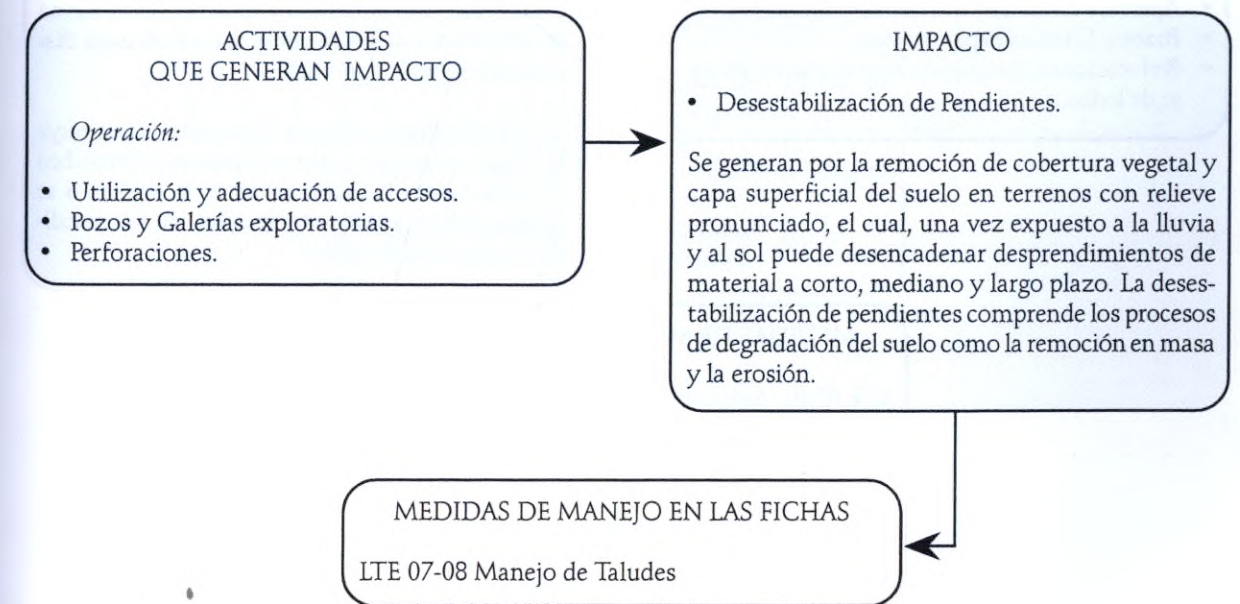 ACTIVIDADES
QUE GENERAN IMPACTO
Operación:
• Utilización y adecuación de accesos.
• Pozos y Galerías exploratorias.
• Perforaciones.
IMPACTO
• Desestabilización de Pendientes.
Se generan por la remoción de cobertura vegetal y
capa superficial del suelo en terrenos con relieve
pronunciado, el cual, una vez expuesto a la lluvia
y al sol puede desencadenar desprendimientos de
material a corto, mediano y largo plazo. La deses-
tabilización de pendientes comprende los procesos
de degradación del suelo como la remoción en masa
y la erosión.
MEDIDAS DE MANEJO EN LAS FICHAS
LTE 07-08 Manejo de Taludes